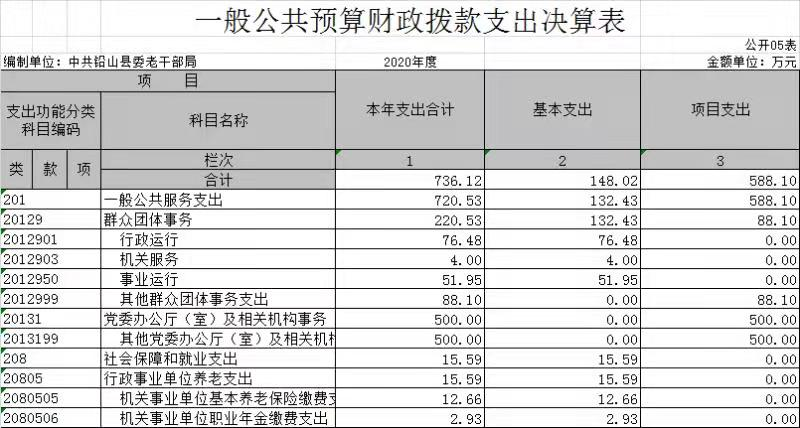 一般公共预算财政拨款支出决算表
公开05表
编制单位：中共铅山县委老干部局 2020年度 金额单位：万元
项 目 本年支出合计 基本支出 项目支出
支出功能分类科目编码 科目名称
类 款 项 栏次 1 2 3
合计 736.12 148.02 588.10
201 一般公共服务支出 720.53 132.43 588.10
20129 群众团体事务 220.53 132.43 88.10
2012901 行政运行 76.48 76.48 0.00
2012903 机关服务 4.00 4.00 0.00
2012950 事业运行 51.95 51.95 0.00
2012999 其他群众团体事务支出 88.10 0.00 88.10
20131 党委办公厅（室）及相关机构事务 500.00 0.00 500.00
2013199 其他党委办公厅（室）及相关机 500.00 0.00 500.00
208 社会保障和就业支出 15.59 15.59 0.00
20805 行政事业单位养老支出 15.59 15.59 0.00
2080505 机关事业单位基本养老保险缴费支 12.66 12.66 0.00
2080506 机关事业单位职业年金缴费支出 2.93 2.93 0.00